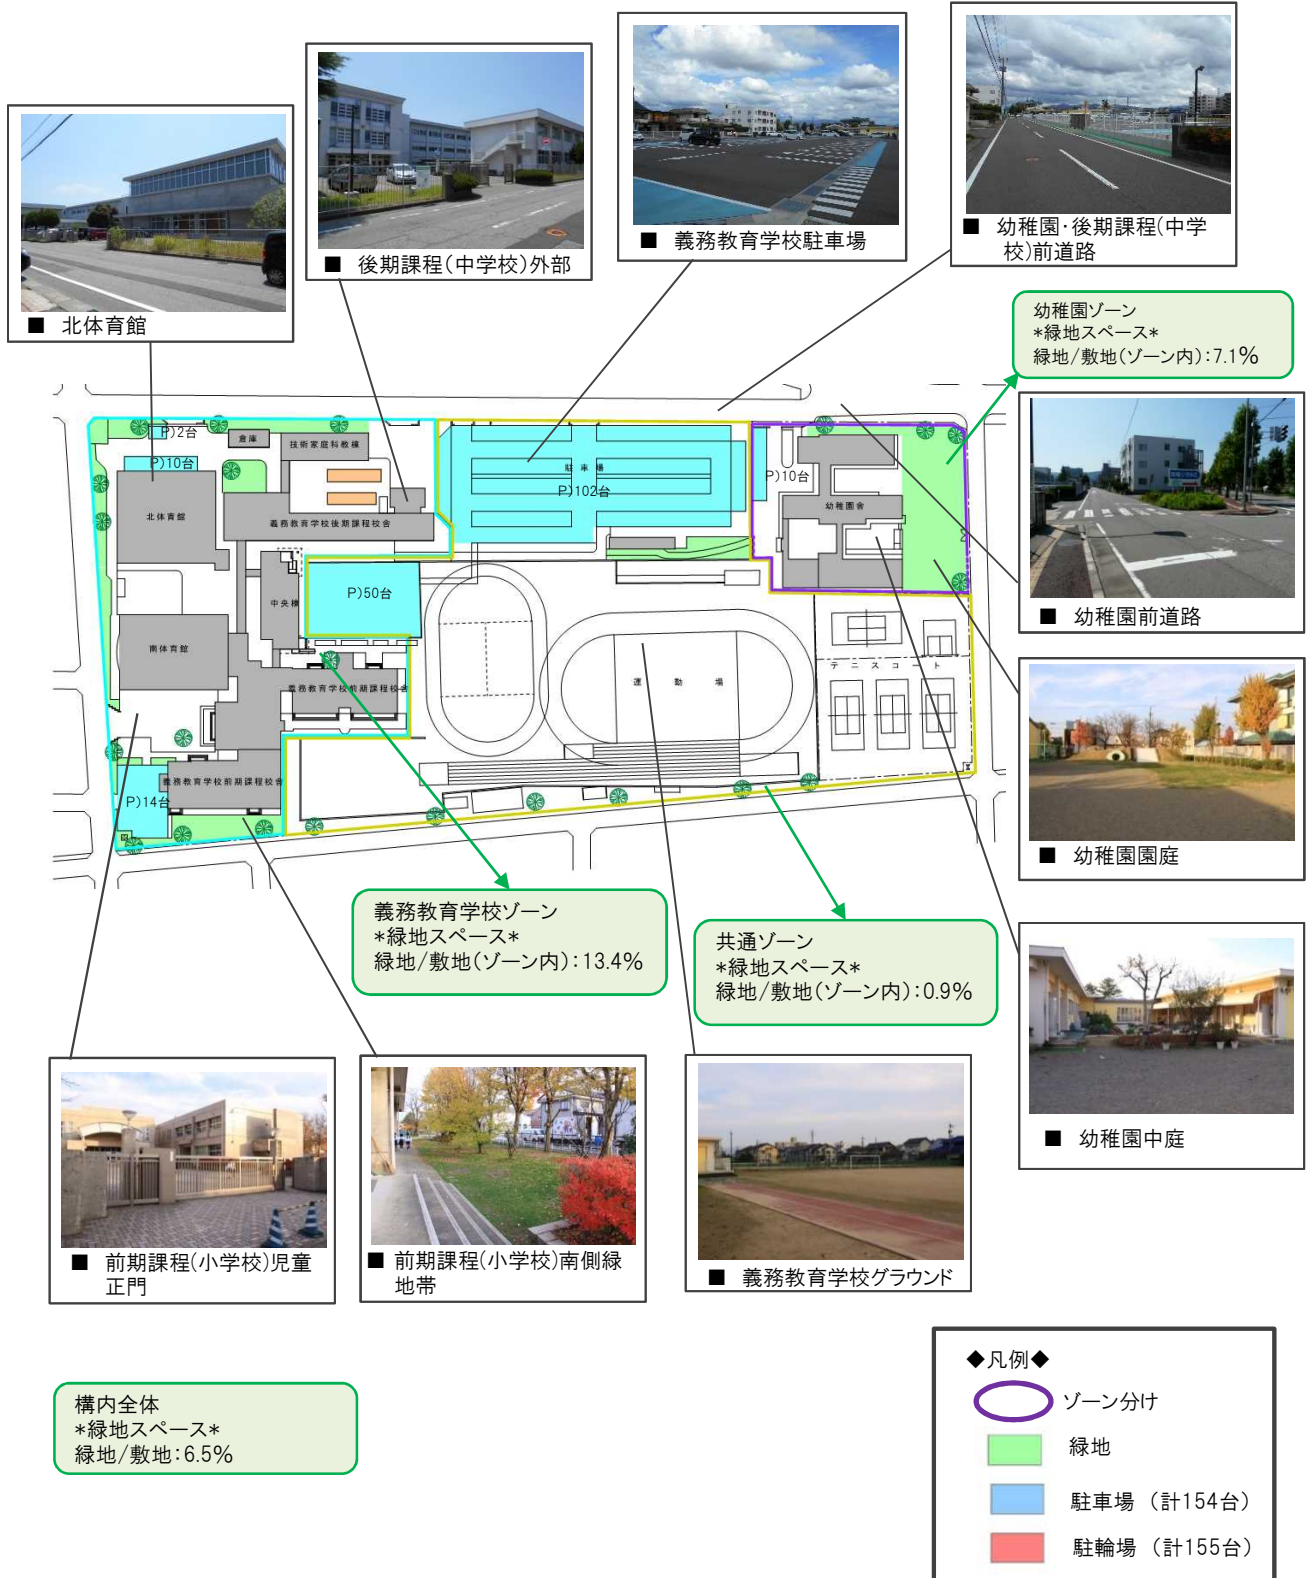 ■ 北体育館
■ 後期課程(中学校)外部
■ 義務教育学校駐車場
■ 幼稚園・後期課程(中学
校)前道路
幼稚園ゾーン
*緑地スペース*
緑地/敷地(ゾーン内):7.1%
■ 幼稚園前道路
■ 幼稚園園庭
■ 幼稚園中庭
P)2台
倉庫
技術家庭科教棟
P)10台
北体育館
義務教育学校後期課程校舎
駐車場
P)102台
P)10台
幼稚園舎
中央棟
P)50台
南体育館
義務教育学校前期課程校舎
運動場
テニスコート
義務教育学校前期課程校舎
P)14台
義務教育学校ゾーン
*緑地スペース*
緑地/敷地(ゾーン内):13.4%
共通ゾーン
*緑地スペース*
緑地/敷地(ゾーン内):0.9%
■ 前期課程(小学校)児童
正門
■ 前期課程(小学校)南側緑
地帯
■ 義務教育学校グラウンド
構内全体
*緑地スペース*
緑地/敷地:6.5%
◆凡例◆
ゾーン分け
緑地
駐車場 (計154台)
駐輪場 (計155台)